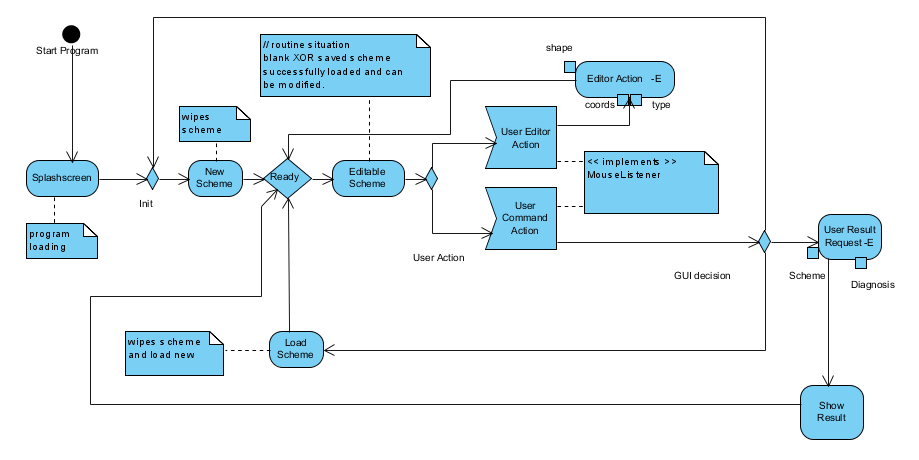 Start Program
// routine situation
blank XOR saved scheme
successfully loaded and can
be modified.
shape
Editor Action -E
coords
type
wipes
scheme
User Editor
Action
<< implements >>
MouseListener
Splashscreen
Init
New
Scheme
Ready
Editable
Scheme
User Action
User
Command
Action
program
loading
GUI decision
User Result
Request -E
Scheme
Diagnosis
wipes scheme
and load new
Load
Scheme
Show
Result